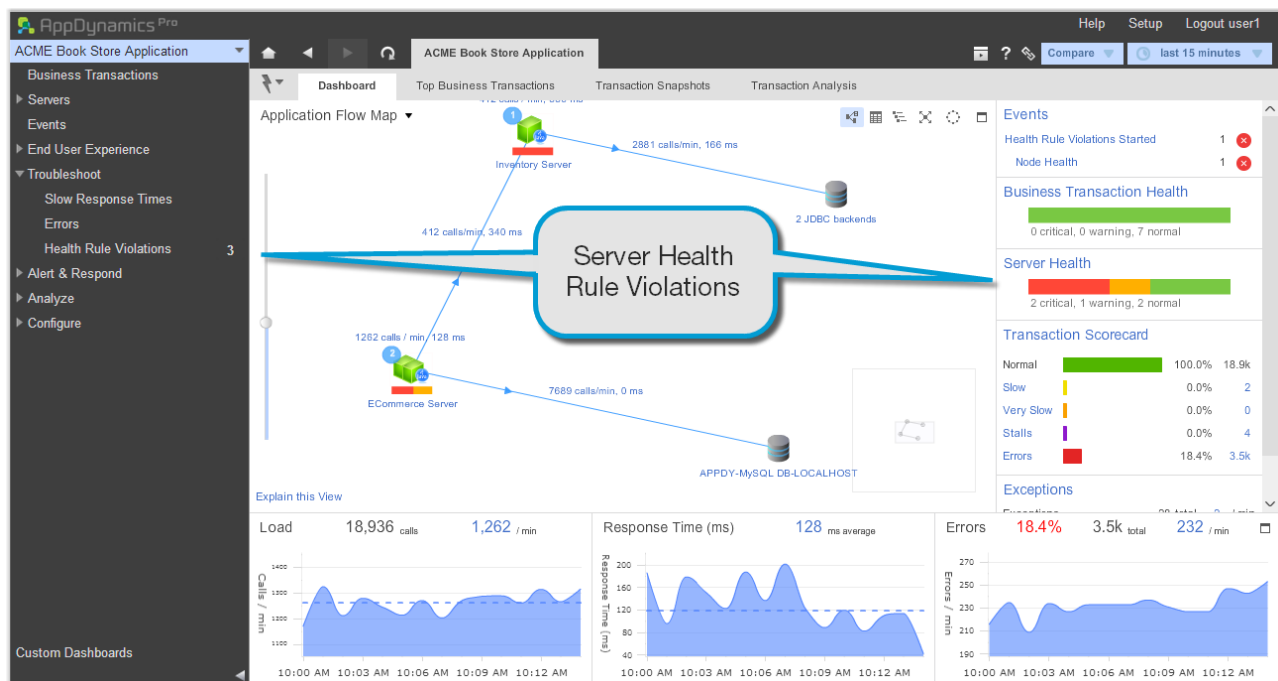 AppDynamics Pro
Help Setup Logout user1
ACME Book Store Application
ACME Book Store Application
? Compare last 15 minutes
Business Transactions
Servers
Events
End User Experience
Troubleshoot
Slow Response Times
Errors
Health Rule Violations 3
Alert & Respond
Analyze
Configure
Custom Dashboards
Dashboard Top Business Transactions Transaction Snapshots Transaction Analysis
Application Flow Map
1
Inventory Server
2881 calls/min, 166 ms
2 JDBC backends
412 calls/min, 340 ms
Server Health
Rule Violations
1262 calls / min, 128 ms
2
ECommerce Server
7689 calls/min, 0 ms
APPDY-MySQL DB-LOCALHOST
Explain this View
Events
Health Rule Violations Started 1
Node Health 1
Business Transaction Health
0 critical, 0 warning, 7 normal
Server Health
2 critical, 1 warning, 2 normal
Transaction Scorecard
Normal 100.0% 18.9k
Slow 0.0% 2
Very Slow 0.0% 0
Stalls 0.0% 4
Errors 18.4% 3.5k
Exceptions
Load 18,936 calls 1,262 / min
Calls / min
1400
1300
1200
1100
10:00 AM 10:03 AM 10:06 AM 10:09 AM 10:12 AM
Response Time (ms) 128 ms average
Response Time (ms)
200
160
120
80
40
10:00 AM 10:03 AM 10:06 AM 10:09 AM 10:12 AM
Errors 18.4% 3.5k total 232 / min
Errors / min
270
250
230
210
190
10:00 AM 10:03 AM 10:06 AM 10:09 AM 10:12 AM